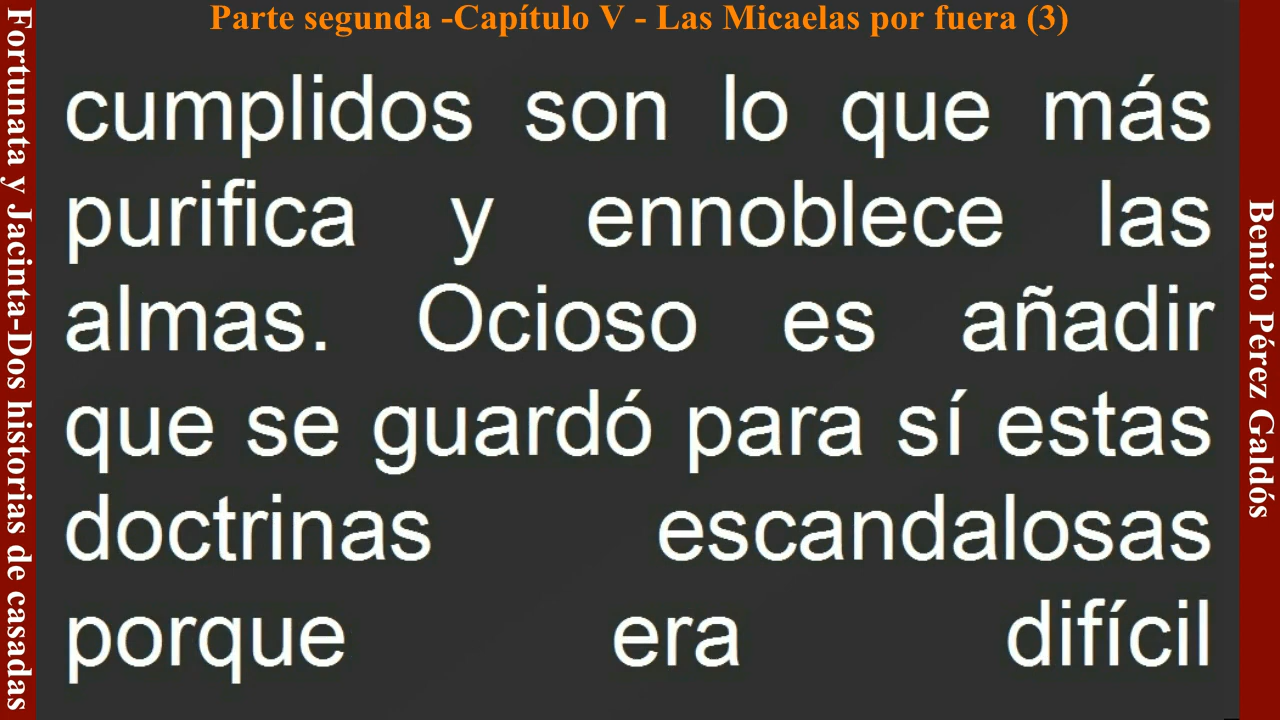 Parte segunda -Capítulo V - Las Micaelas por fuera (3)
Fortunata y Jacinta-Dos historias de casadas
cumplidos son lo que más
purifica y ennoblece las
almas. Ocioso es añadir
que se guardó para sí estas
doctrinas escandalosas
porque era difícil
Benito Pérez Galdós